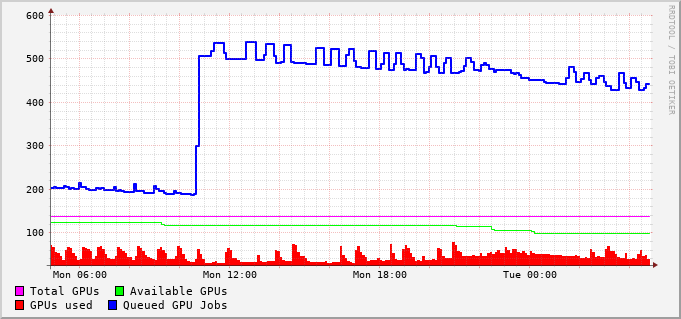 600
500
400
300
200
100
Mon 06:00 Mon 12:00 Mon 18:00 Tue 00:00
Total GPUs Available GPUs
GPUs used Queued GPU Jobs
RRDTOOL / TOBI OETIKER